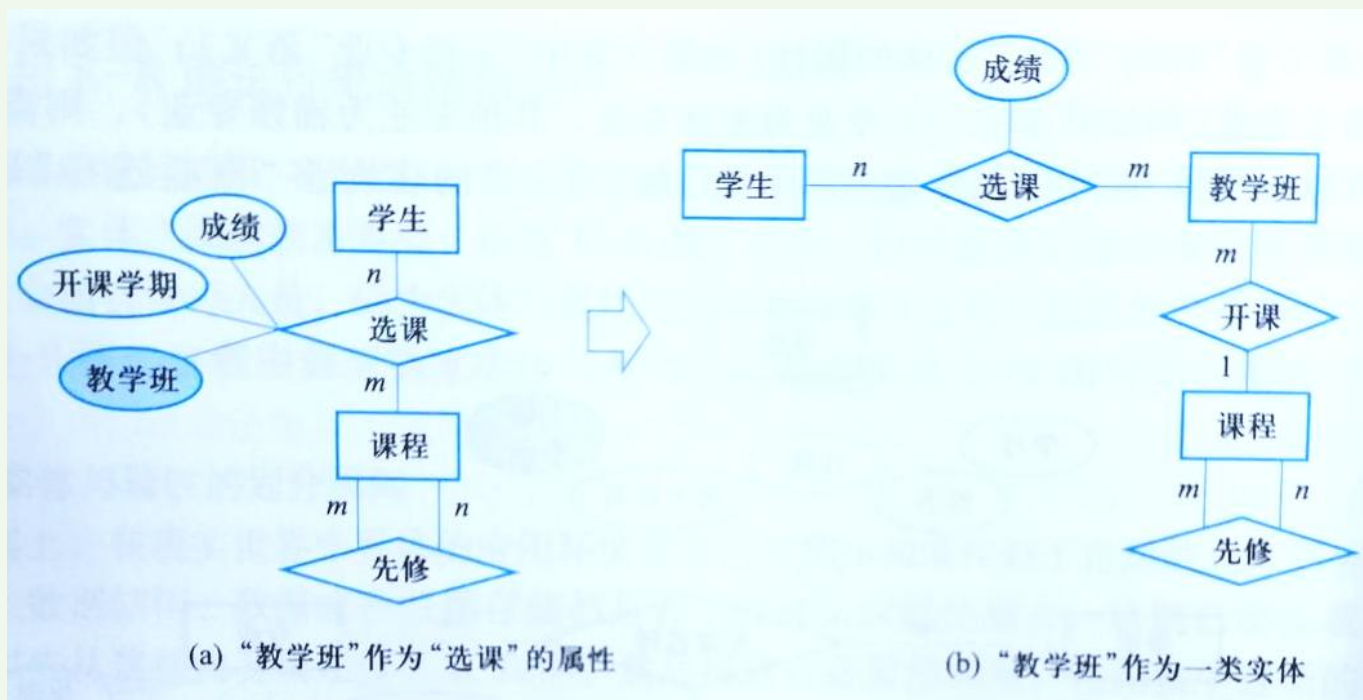 成绩
学生
n
选课
m
教学班
成绩
学生
开课学期
n
选课
教学班
m
课程
m
n
先修
m
开课
1
课程
m
n
先修
(a) “教学班”作为“选课”的属性
(b) “教学班”作为一类实体